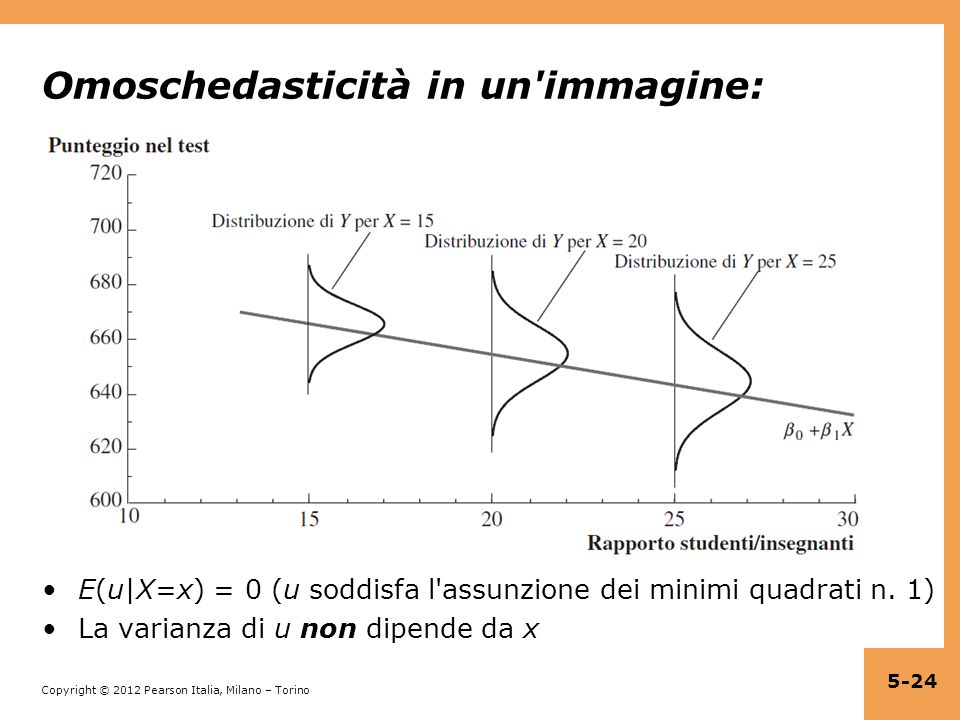 Omoschedasticità in un'immagine:
Punteggio nel test
720
700
680
660
640
620
600
Distribuzione di Y per X = 15
Distribuzione di Y per X = 20
Distribuzione di Y per X = 25
β0 +β1X
10 15 20 25 30
Rapporto studenti/insegnanti
• E(u|X=x) = 0 (u soddisfa l'assunzione dei minimi quadrati n. 1)
• La varianza di u non dipende da x
Copyright © 2012 Pearson Italia, Milano – Torino
5-24